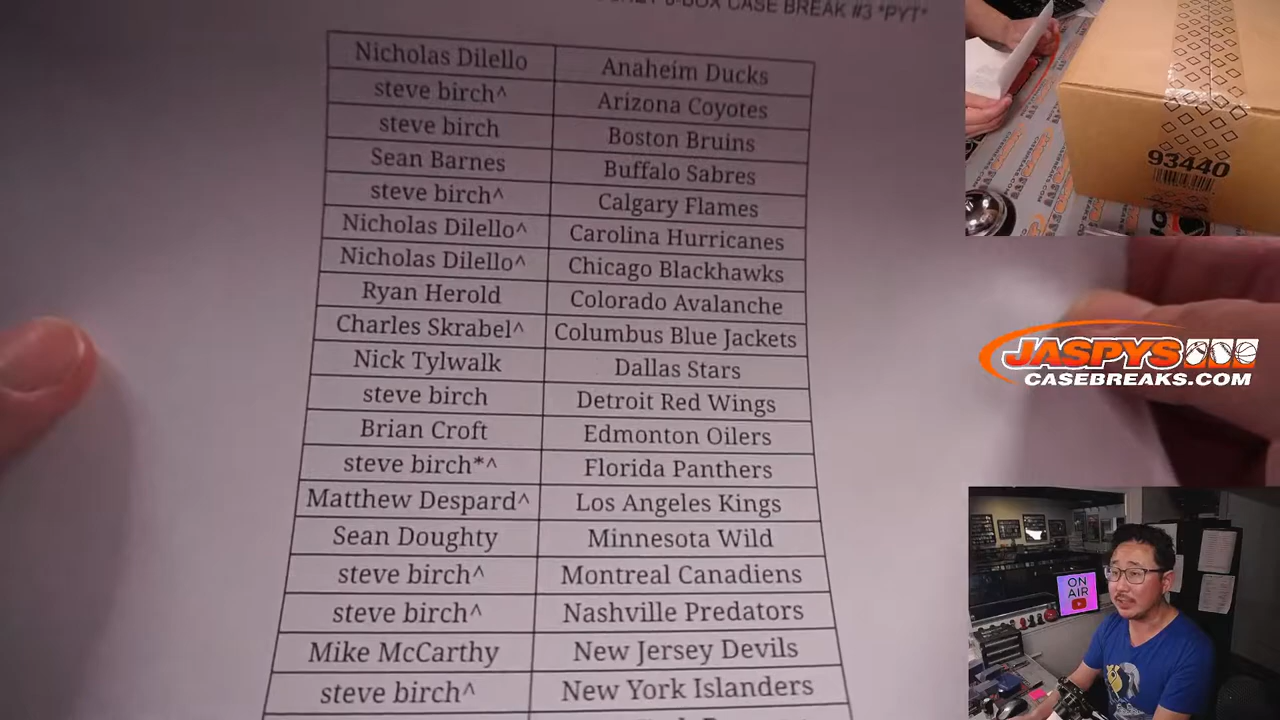 BOX CASE BREAK #3 *PYT*
Nicholas Dilello Anaheim Ducks
steve birch^ Arizona Coyotes
steve birch Boston Bruins
Sean Barnes Buffalo Sabres
steve birch^ Calgary Flames
Nicholas Dilello^ Carolina Hurricanes
Nicholas Dilello^ Chicago Blackhawks
Ryan Herold Colorado Avalanche
Charles Skrabel^ Columbus Blue Jackets
Nick Tylwalk Dallas Stars
steve birch Detroit Red Wings
Brian Croft Edmonton Oilers
steve birch*^ Florida Panthers
Matthew Despard^ Los Angeles Kings
Sean Doughty Minnesota Wild
steve birch^ Montreal Canadiens
steve birch^ Nashville Predators
Mike McCarthy New Jersey Devils
steve birch^ New York Islanders
93440
JASPYS
CASEBREAKS.COM
ON
AIR